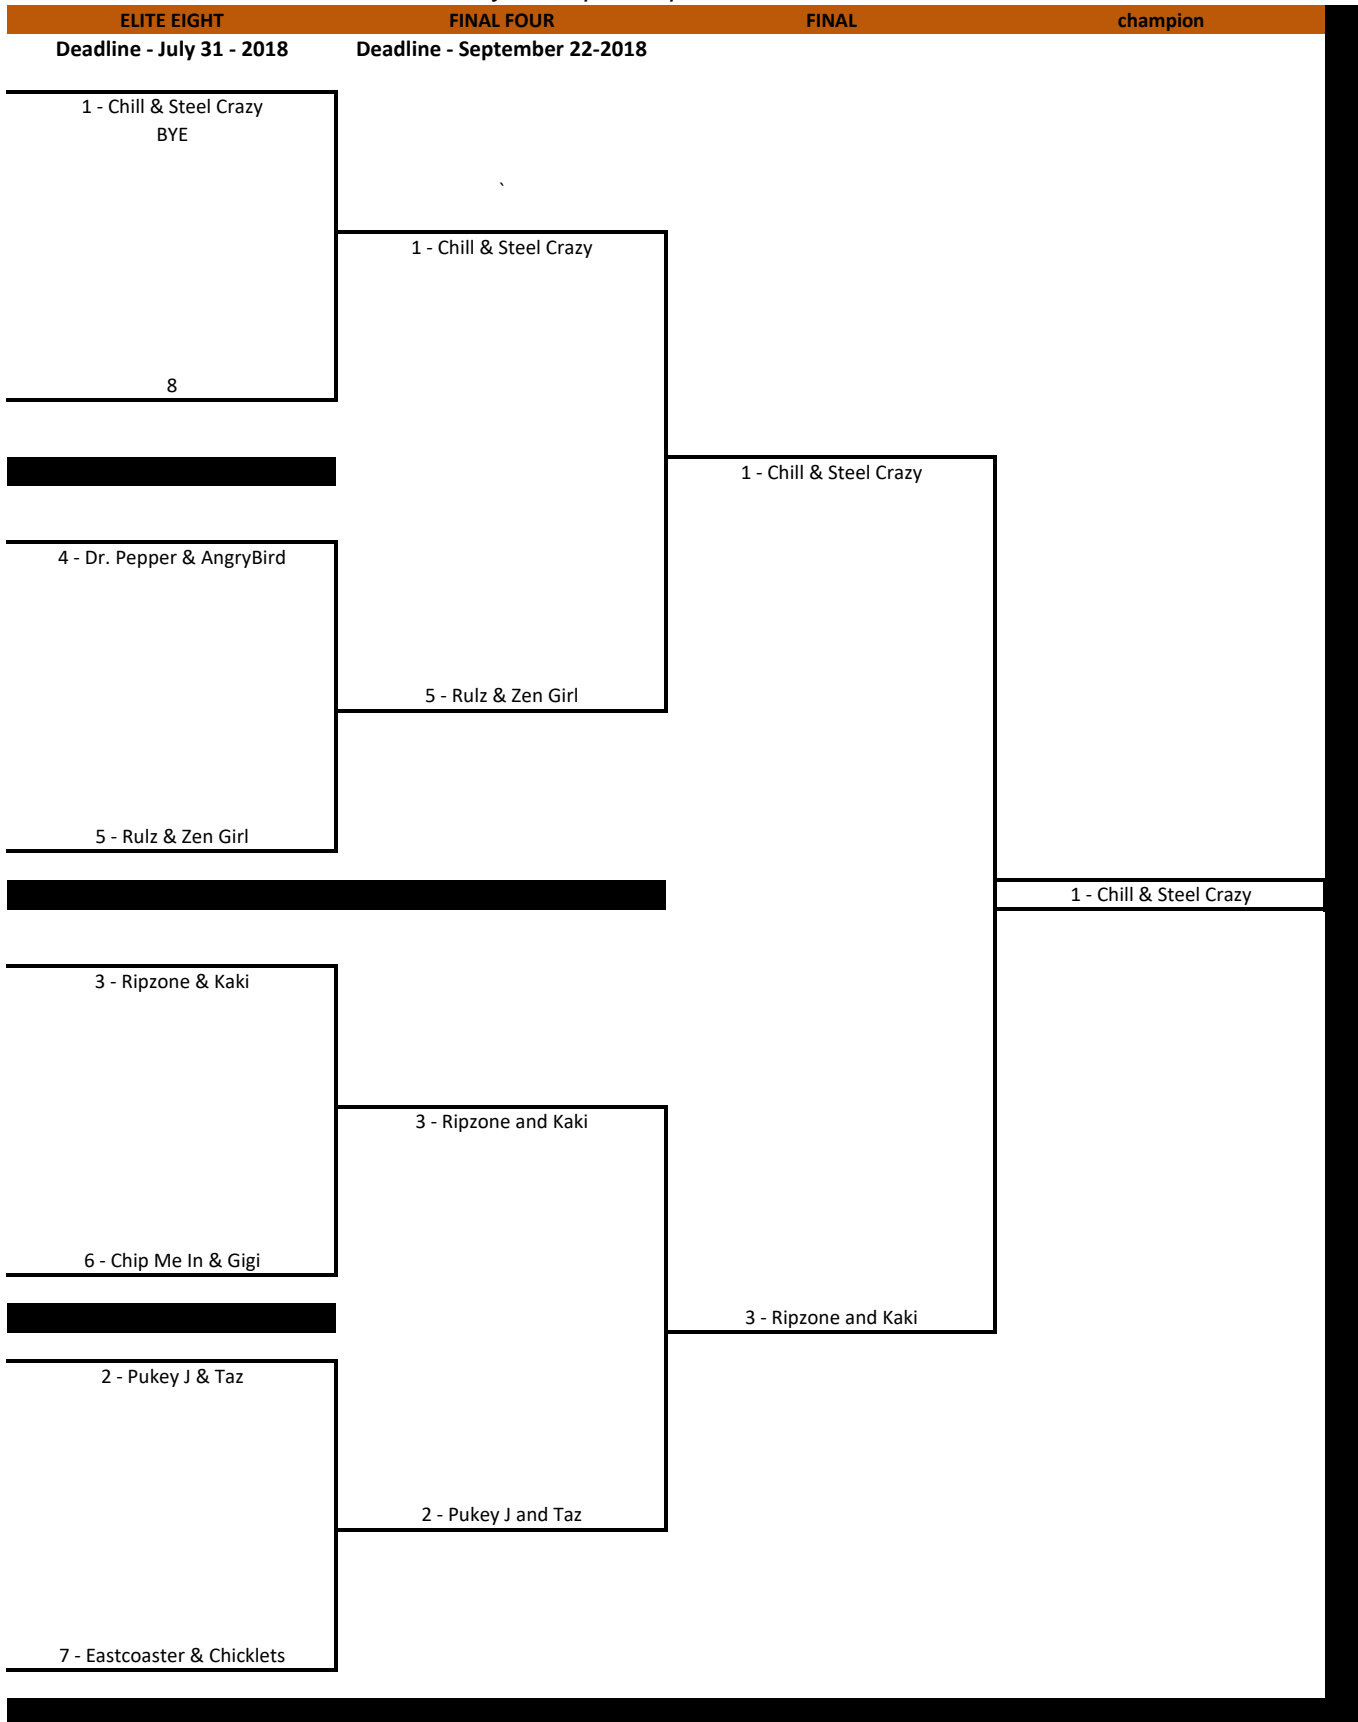 ELITE EIGHT FINAL FOUR FINAL champion
Deadline - July 31 - 2018 Deadline - September 22-2018
1 - Chill & Steel Crazy
BYE
`
1 - Chill & Steel Crazy
8
1 - Chill & Steel Crazy
4 - Dr. Pepper & AngryBird
5 - Rulz & Zen Girl
5 - Rulz & Zen Girl
1 - Chill & Steel Crazy
3 - Ripzone & Kaki
3 - Ripzone and Kaki
6 - Chip Me In & Gigi
3 - Ripzone and Kaki
2 - Pukey J & Taz
2 - Pukey J and Taz
7 - Eastcoaster & Chicklets